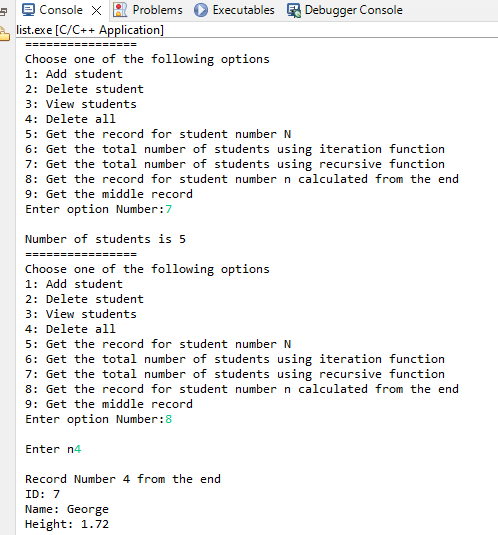 Console Problems Executables Debugger Console
list.exe [C/C++ Application]
================
Choose one of the following options
1: Add student
2: Delete student
3: View students
4: Delete all
5: Get the record for student number N
6: Get the total number of students using iteration function
7: Get the total number of students using recursive function
8: Get the record for student number n calculated from the end
9: Get the middle record
Enter option Number:7
Number of students is 5
================
Choose one of the following options
1: Add student
2: Delete student
3: View students
4: Delete all
5: Get the record for student number N
6: Get the total number of students using iteration function
7: Get the total number of students using recursive function
8: Get the record for student number n calculated from the end
9: Get the middle record
Enter option Number:8
Enter n4
Record Number 4 from the end
ID: 7
Name: George
Height: 1.72